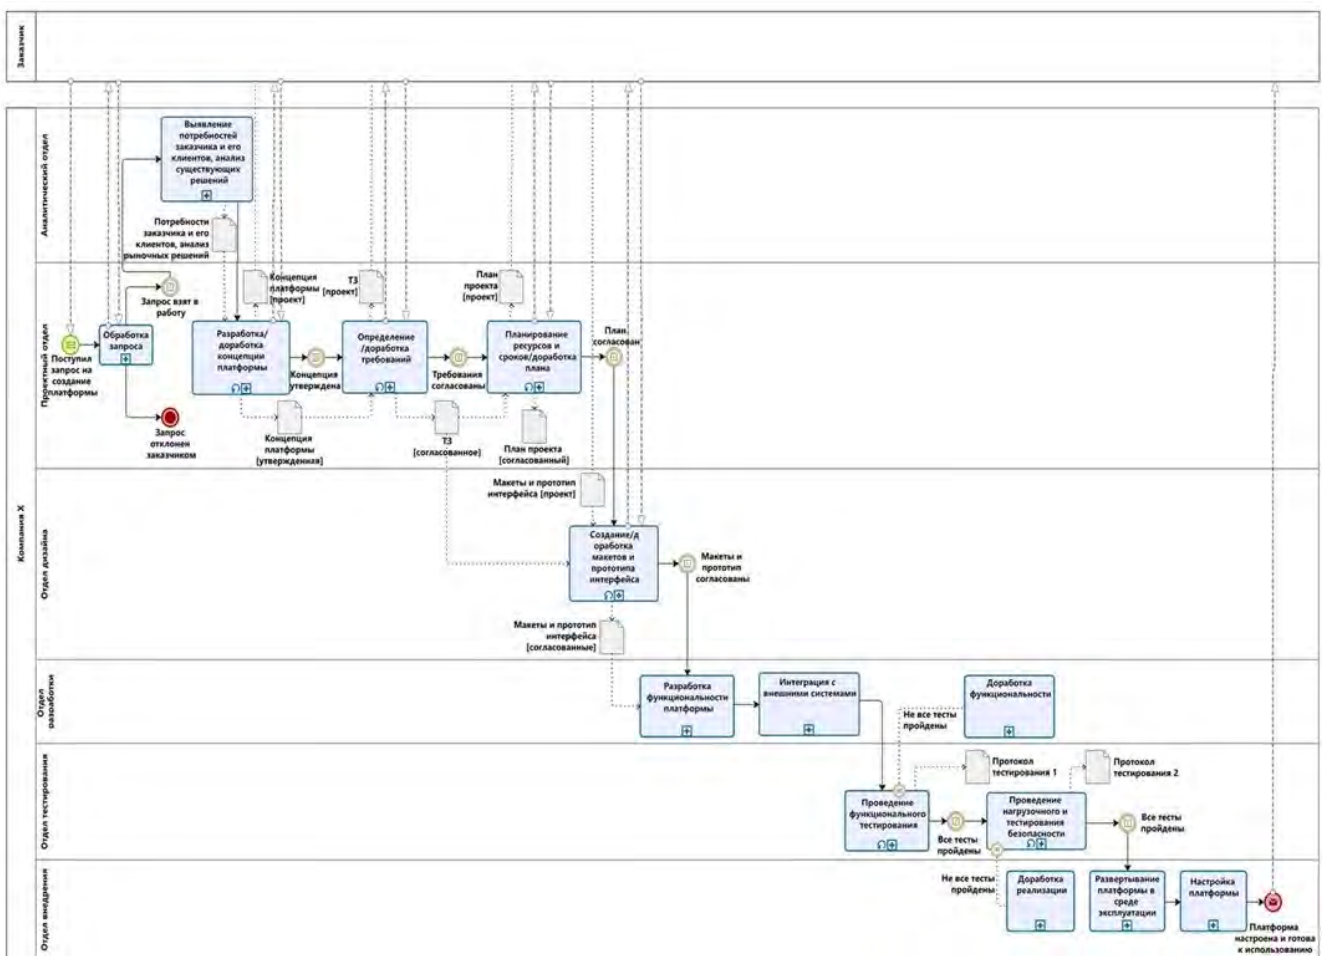 Заказчик
Компания X
Аналитический отдел
Выявление
потребностей
заказчика и его
клиентов, анализ
существующих
решений
Потребности
заказчика и его
клиентов, анализ
рыночных решений
Проектный отдел
Поступил
запрос на
создание
платформы
Обработка
запроса
Запрос взят в
работу
Запрос
отклонен
заказчиком
Разработка/
доработка
концепции
платформы
Концепция
платформы
[проект]
Концепция
утверждена
Концепция
платформы
[утвержденная]
Определение
/доработка
требований
ТЗ
[проект]
Требования
согласованы
ТЗ
[согласованное]
Планирование
ресурсов и
сроков/доработка
плана
План
проекта
[проект]
План
согласован
План проекта
[согласованный]
Отдел дизайна
Макеты и прототип
интерфейса [проект]
Создание/д
оработка
макетов и
прототипа
интерфейса
Макеты и
прототип
согласованы
Макеты и прототип
интерфейса
[согласованные]
Отдел
разработки
Разработка
функциональности
платформы
Интеграция с
внешними системами
Доработка
функциональности
Не все тесты
пройдены
Отдел тестирования
Проведение
функционального
тестирования
Протокол
тестирования 1
Все тесты
пройдены
Проведение
нагрузочного и
тестирования
безопасности
Протокол
тестирования 2
Все тесты
пройдены
Отдел внедрения
Не все тесты
пройдены
Доработка
реализации
Развертывание
платформы в
среде
эксплуатации
Настройка
платформы
Платформа
настроена и готова
к использованию